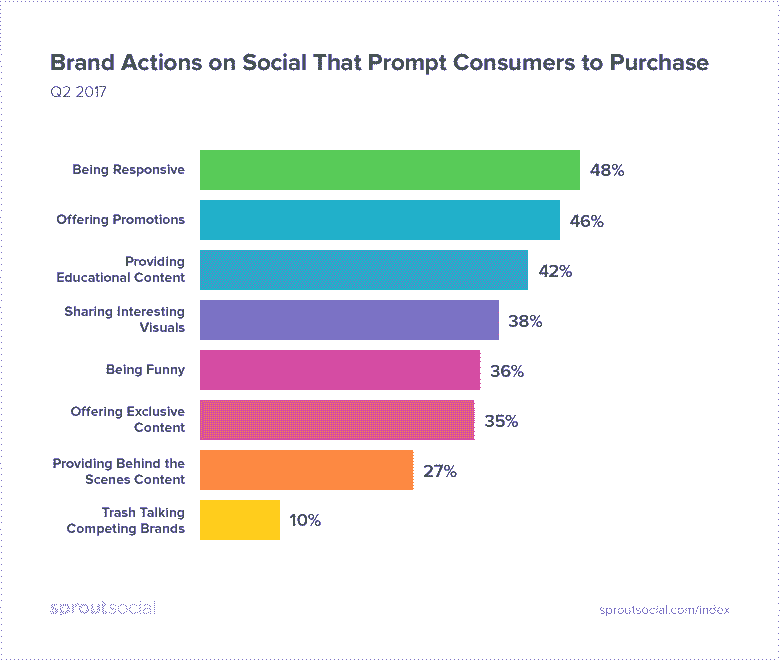 Brand Actions on Social That Prompt Consumers to Purchase
Q2 2017
Being Responsive
48%
Offering Promotions
46%
Providing
Educational Content
42%
Sharing Interesting
Visuals
38%
Being Funny
36%
Offering Exclusive
Content
35%
Providing Behind the
Scenes Content
27%
Trash Talking
Competing Brands
10%
sproutsocial
sproutsocial.com/index